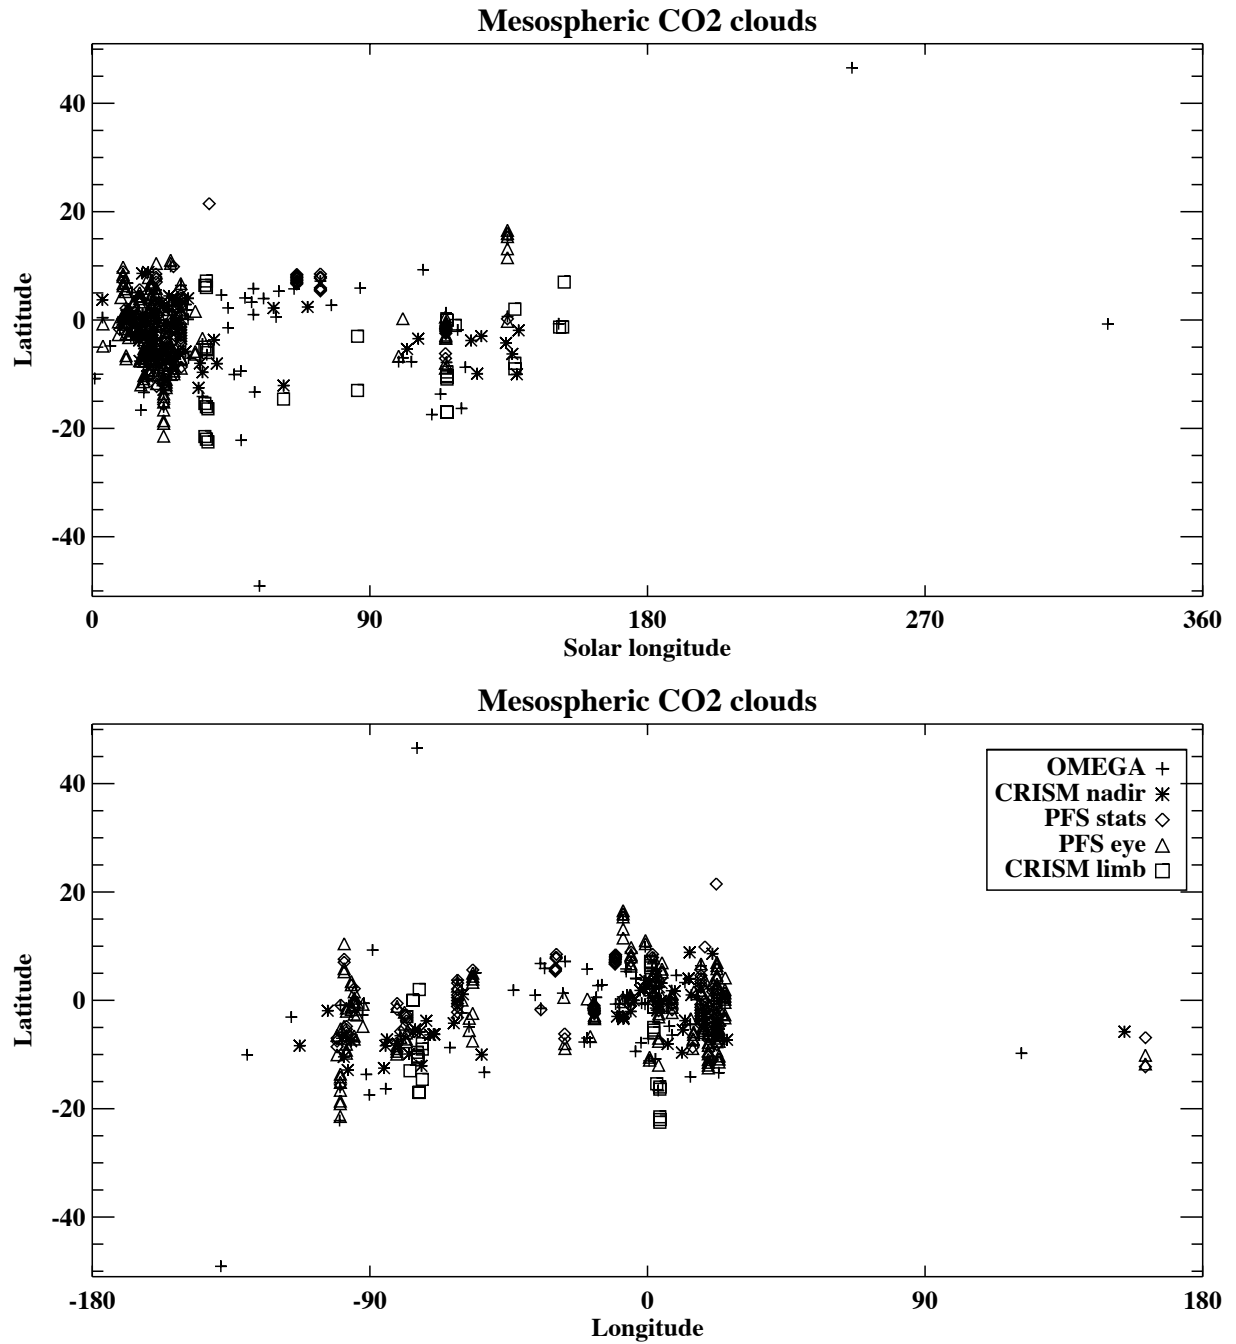 Mesospheric CO2 clouds
40
20
0
-20
-40
Latitude
0 90 180 270 360
Solar longitude
Mesospheric CO2 clouds
40
20
0
-20
-40
Latitude
OMEGA
CRISM nadir
PFS stats
PFS eye
CRISM limb
-180 -90 0 90 180
Longitude